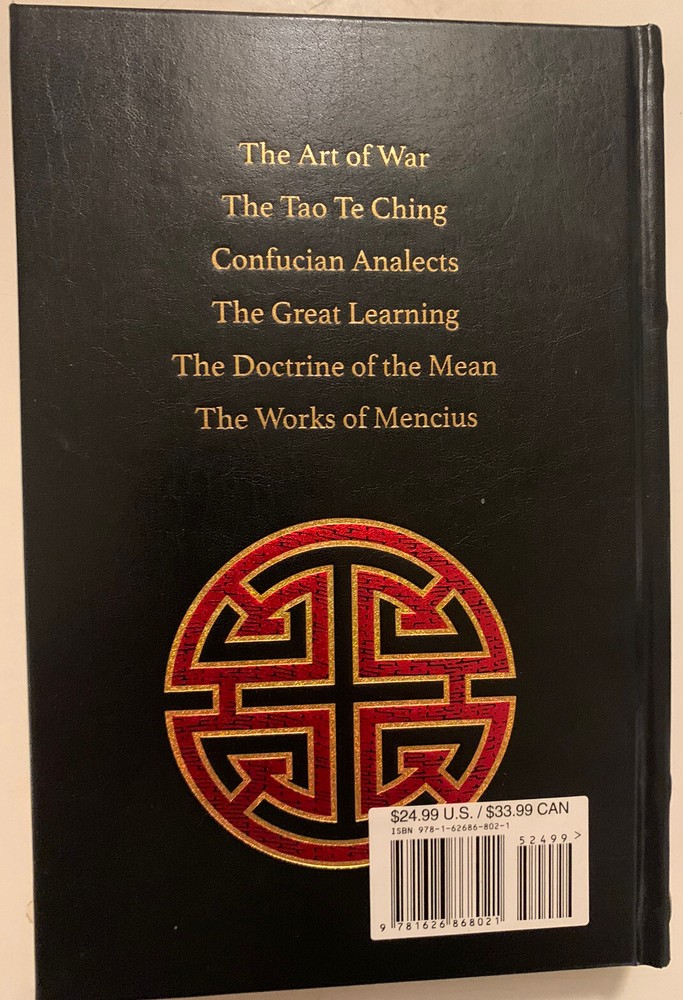 The Art of War
The Tao Te Ching
Confucian Analects
The Great Learning
The Doctrine of the Mean
The Works of Mencius
$24.99 U.S. / $33.99 CAN
ISBN 978-1-62686-802-1
52499>
9 781626 868021